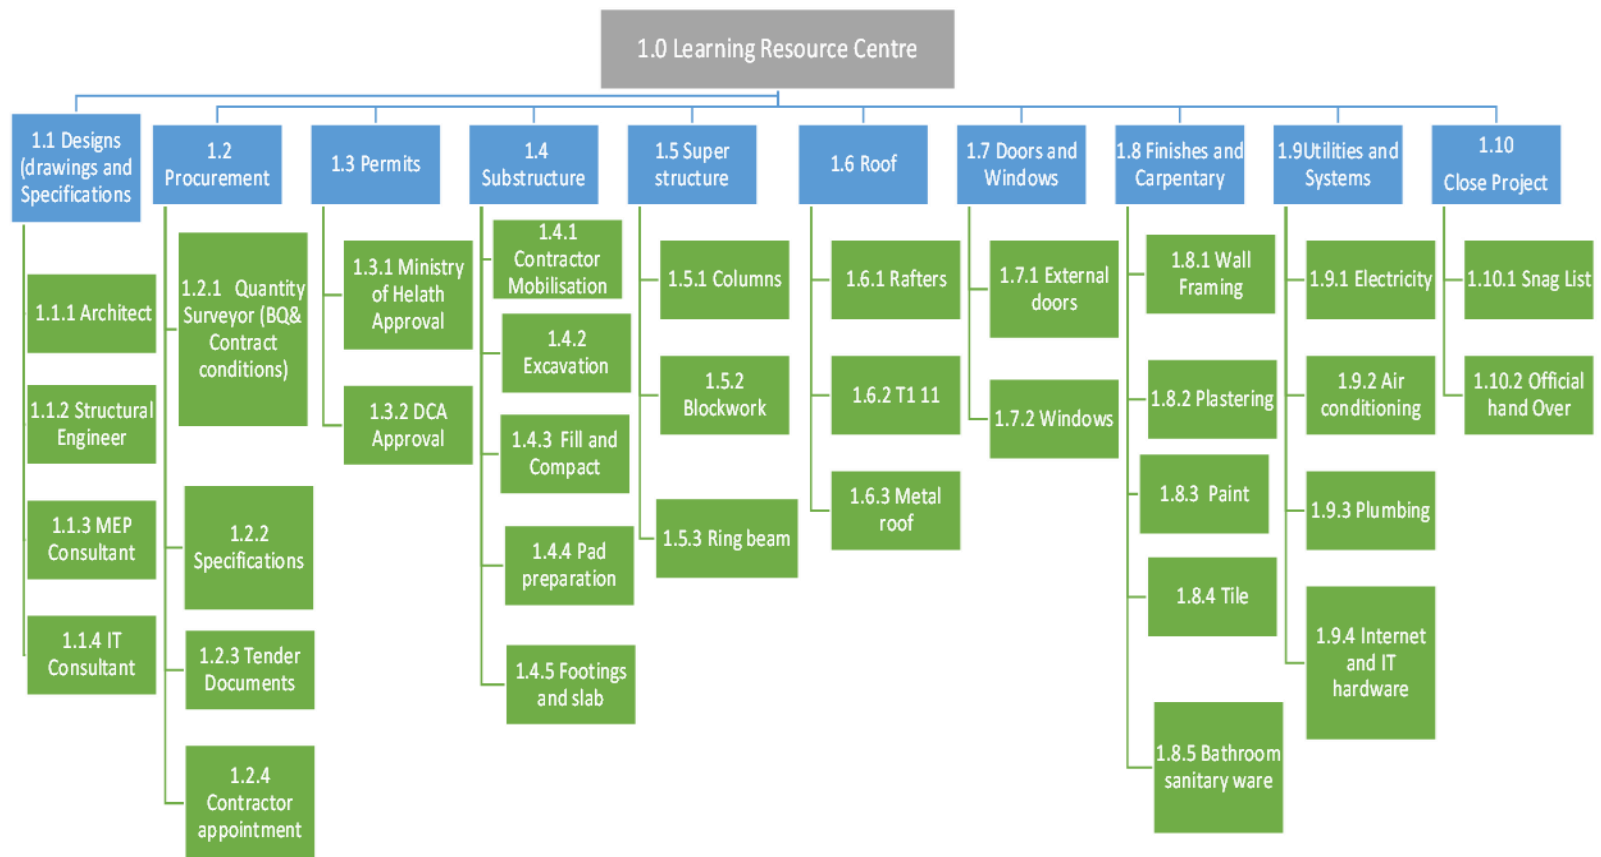 1.0 Learning Resource Centre
1.1 Designs
(drawings and
Specifications
1.1.1 Architect
1.1.2 Structural
Engineer
1.1.3 MEP
Consultant
1.1.4 IT
Consultant
1.2
Procurement
1.2.1 Quantity
Surveyor (BQ&
Contract
conditions)
1.2.2
Specifications
1.2.3 Tender
Documents
1.2.4
Contractor
appointment
1.3 Permits
1.3.1 Ministry
of Helath
Approval
1.3.2 DCA
Approval
1.4
Substructure
1.4.1
Contractor
Mobilisation
1.4.2
Excavation
1.4.3 Fill and
Compact
1.4.4 Pad
preparation
1.4.5 Footings
and slab
1.5 Super
structure
1.5.1 Columns
1.5.2
Blockwork
1.5.3 Ring beam
1.6 Roof
1.6.1 Rafters
1.6.2 T1 11
1.6.3 Metal
roof
1.7 Doors and
Windows
1.7.1 External
doors
1.7.2 Windows
1.8 Finishes and
Carpentary
1.8.1 Wall
Framing
1.8.2 Plastering
1.8.3 Paint
1.8.4 Tile
1.8.5 Bathroom
sanitary ware
1.9Utilities and
Systems
1.9.1 Electricity
1.9.2 Air
conditioning
1.9.3 Plumbing
1.9.4 Internet
and IT
hardware
1.10
Close Project
1.10.1 Snag List
1.10.2 Official
hand Over